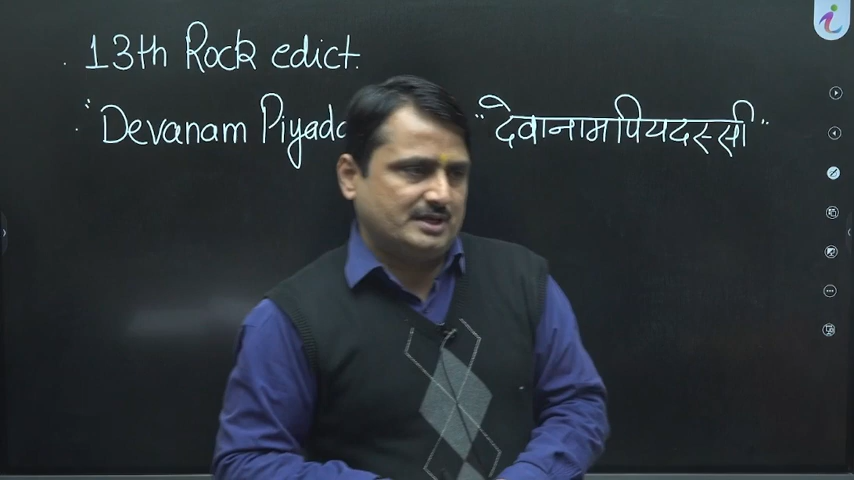 . 13th Rock edict.
. "Devanam "देवानामपियदस्सी"